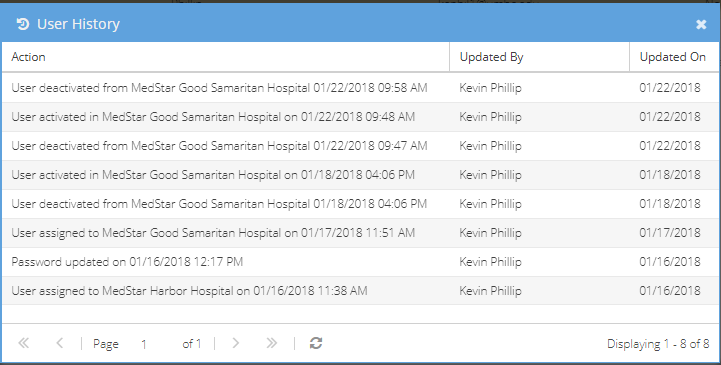 User History
Action Updated By Updated On
User deactivated from MedStar Good Samaritan Hospital 01/22/2018 09:58 AM Kevin Phillip 01/22/2018
User activated in MedStar Good Samaritan Hospital on 01/22/2018 09:48 AM Kevin Phillip 01/22/2018
User deactivated from MedStar Good Samaritan Hospital 01/22/2018 09:47 AM Kevin Phillip 01/22/2018
User activated in MedStar Good Samaritan Hospital on 01/18/2018 04:06 PM Kevin Phillip 01/18/2018
User deactivated from MedStar Good Samaritan Hospital 01/18/2018 04:06 PM Kevin Phillip 01/18/2018
User assigned to MedStar Good Samaritan Hospital on 01/17/2018 11:51 AM Kevin Phillip 01/17/2018
Password updated on 01/16/2018 12:17 PM Kevin Phillip 01/16/2018
User assigned to MedStar Harbor Hospital on 01/16/2018 11:38 AM Kevin Phillip 01/16/2018
Page 1 of 1 Displaying 1 - 8 of 8